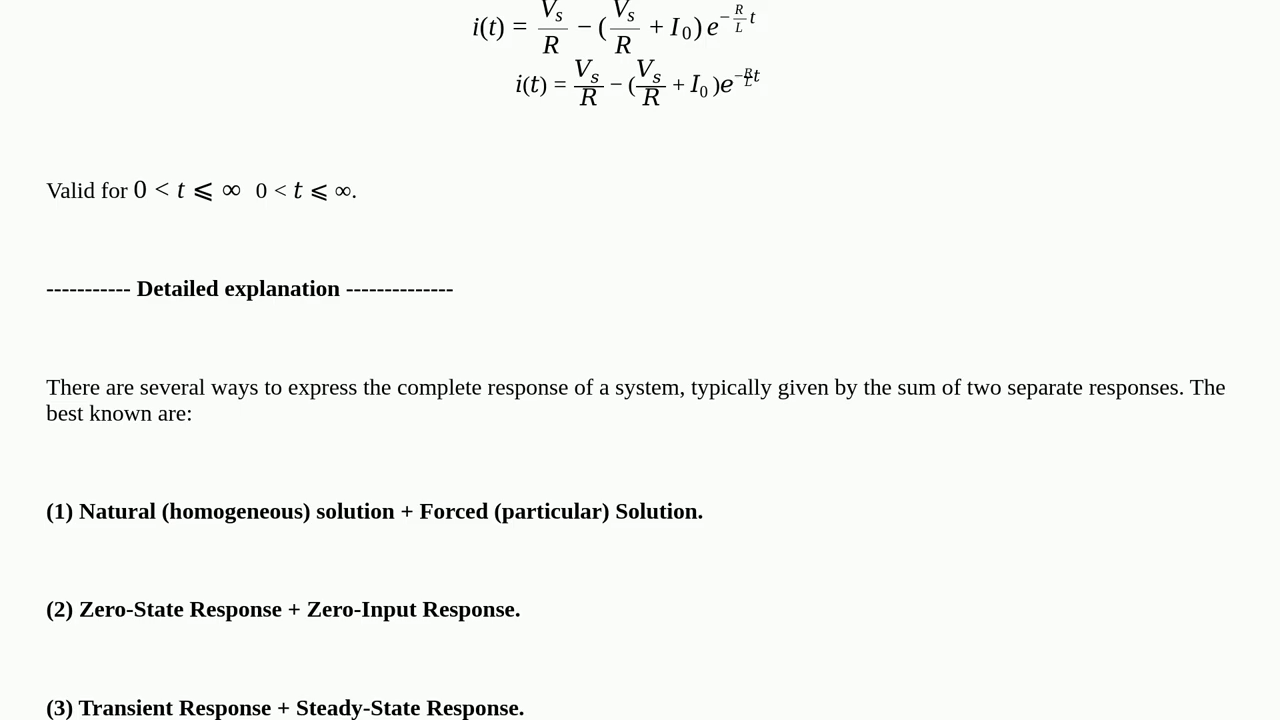 i(t) = V_s/R − (V_s/R + I_0) e^{−(R/L)t}
i(t) = V_s/R − (V_s/R + I_0)e^{−(R/L)t}
Valid for 0 < t ⩽ ∞ 0 < t ⩽ ∞.
----------- Detailed explanation --------------
There are several ways to express the complete response of a system, typically given by the sum of two separate responses. The
best known are:
(1) Natural (homogeneous) solution + Forced (particular) Solution.
(2) Zero-State Response + Zero-Input Response.
(3) Transient Response + Steady-State Response.